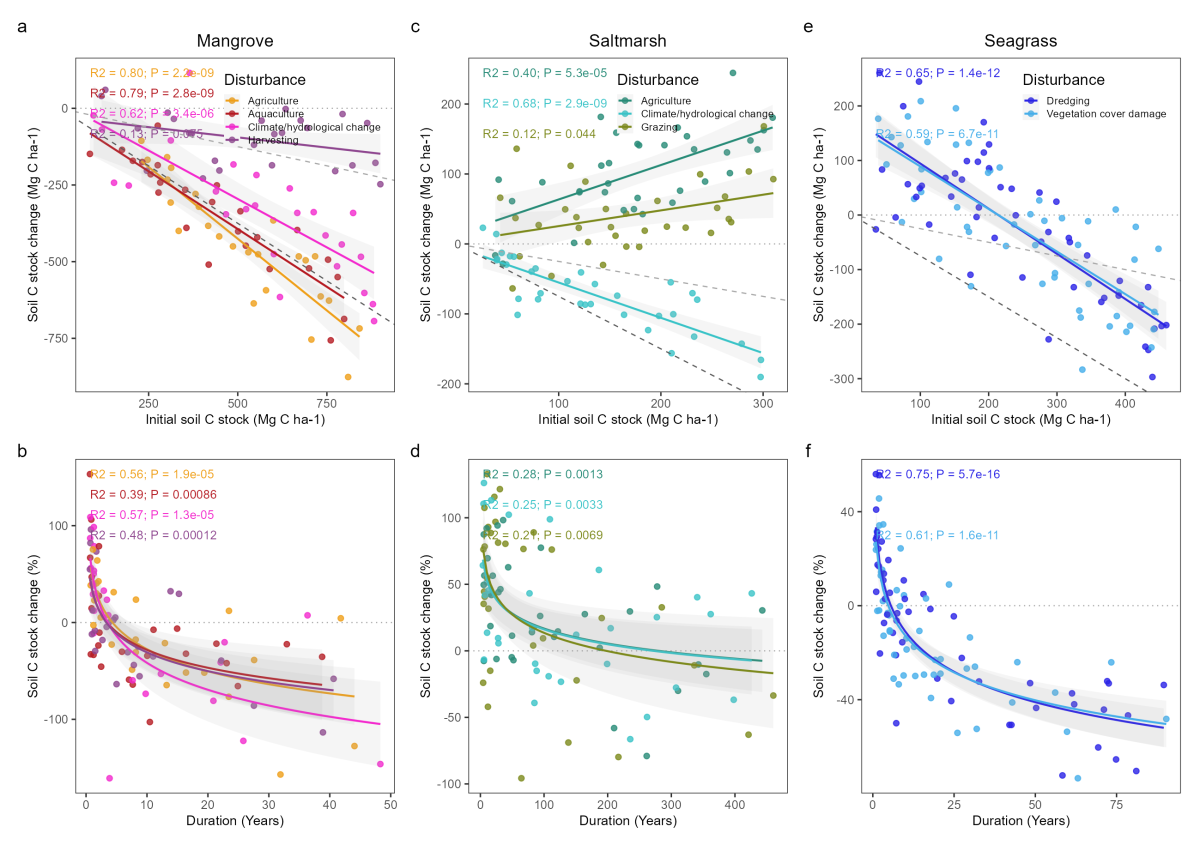 a
c
e
Mangrove
Saltmarsh
Seagrass
R2 = 0.80; P = 2.2e-09
R2 = 0.79; P = 2.8e-09
R2 = 0.62; P = 3.4e-06
R2 = 0.13; P = 0.075
Disturbance
Agriculture
Aquaculture
Climate/hydrological change
Harvesting
0
-250
-500
-750
250
500
750
Soil C stock change (Mg C ha-1)
Initial soil C stock (Mg C ha-1)
R2 = 0.40; P = 5.3e-05
R2 = 0.68; P = 2.9e-09
R2 = 0.12; P = 0.044
Disturbance
Agriculture
Climate/hydrological change
Grazing
200
100
0
-100
-200
100
200
300
Soil C stock change (Mg C ha-1)
Initial soil C stock (Mg C ha-1)
R2 = 0.65; P = 1.4e-12
R2 = 0.59; P = 6.7e-11
Disturbance
Dredging
Vegetation cover damage
200
100
0
-100
-200
-300
100
200
300
400
Soil C stock change (Mg C ha-1)
Initial soil C stock (Mg C ha-1)
b
d
f
R2 = 0.56; P = 1.9e-05
R2 = 0.39; P = 0.00086
R2 = 0.57; P = 1.3e-05
R2 = 0.48; P = 0.00012
100
0
-100
0
10
20
30
40
50
Soil C stock change (%)
Duration (Years)
R2 = 0.28; P = 0.0013
R2 = 0.25; P = 0.0033
R2 = 0.21; P = 0.0069
100
50
0
-50
-100
0
100
200
300
400
Soil C stock change (%)
Duration (Years)
R2 = 0.75; P = 5.7e-16
R2 = 0.61; P = 1.6e-11
40
0
-40
0
25
50
75
Soil C stock change (%)
Duration (Years)